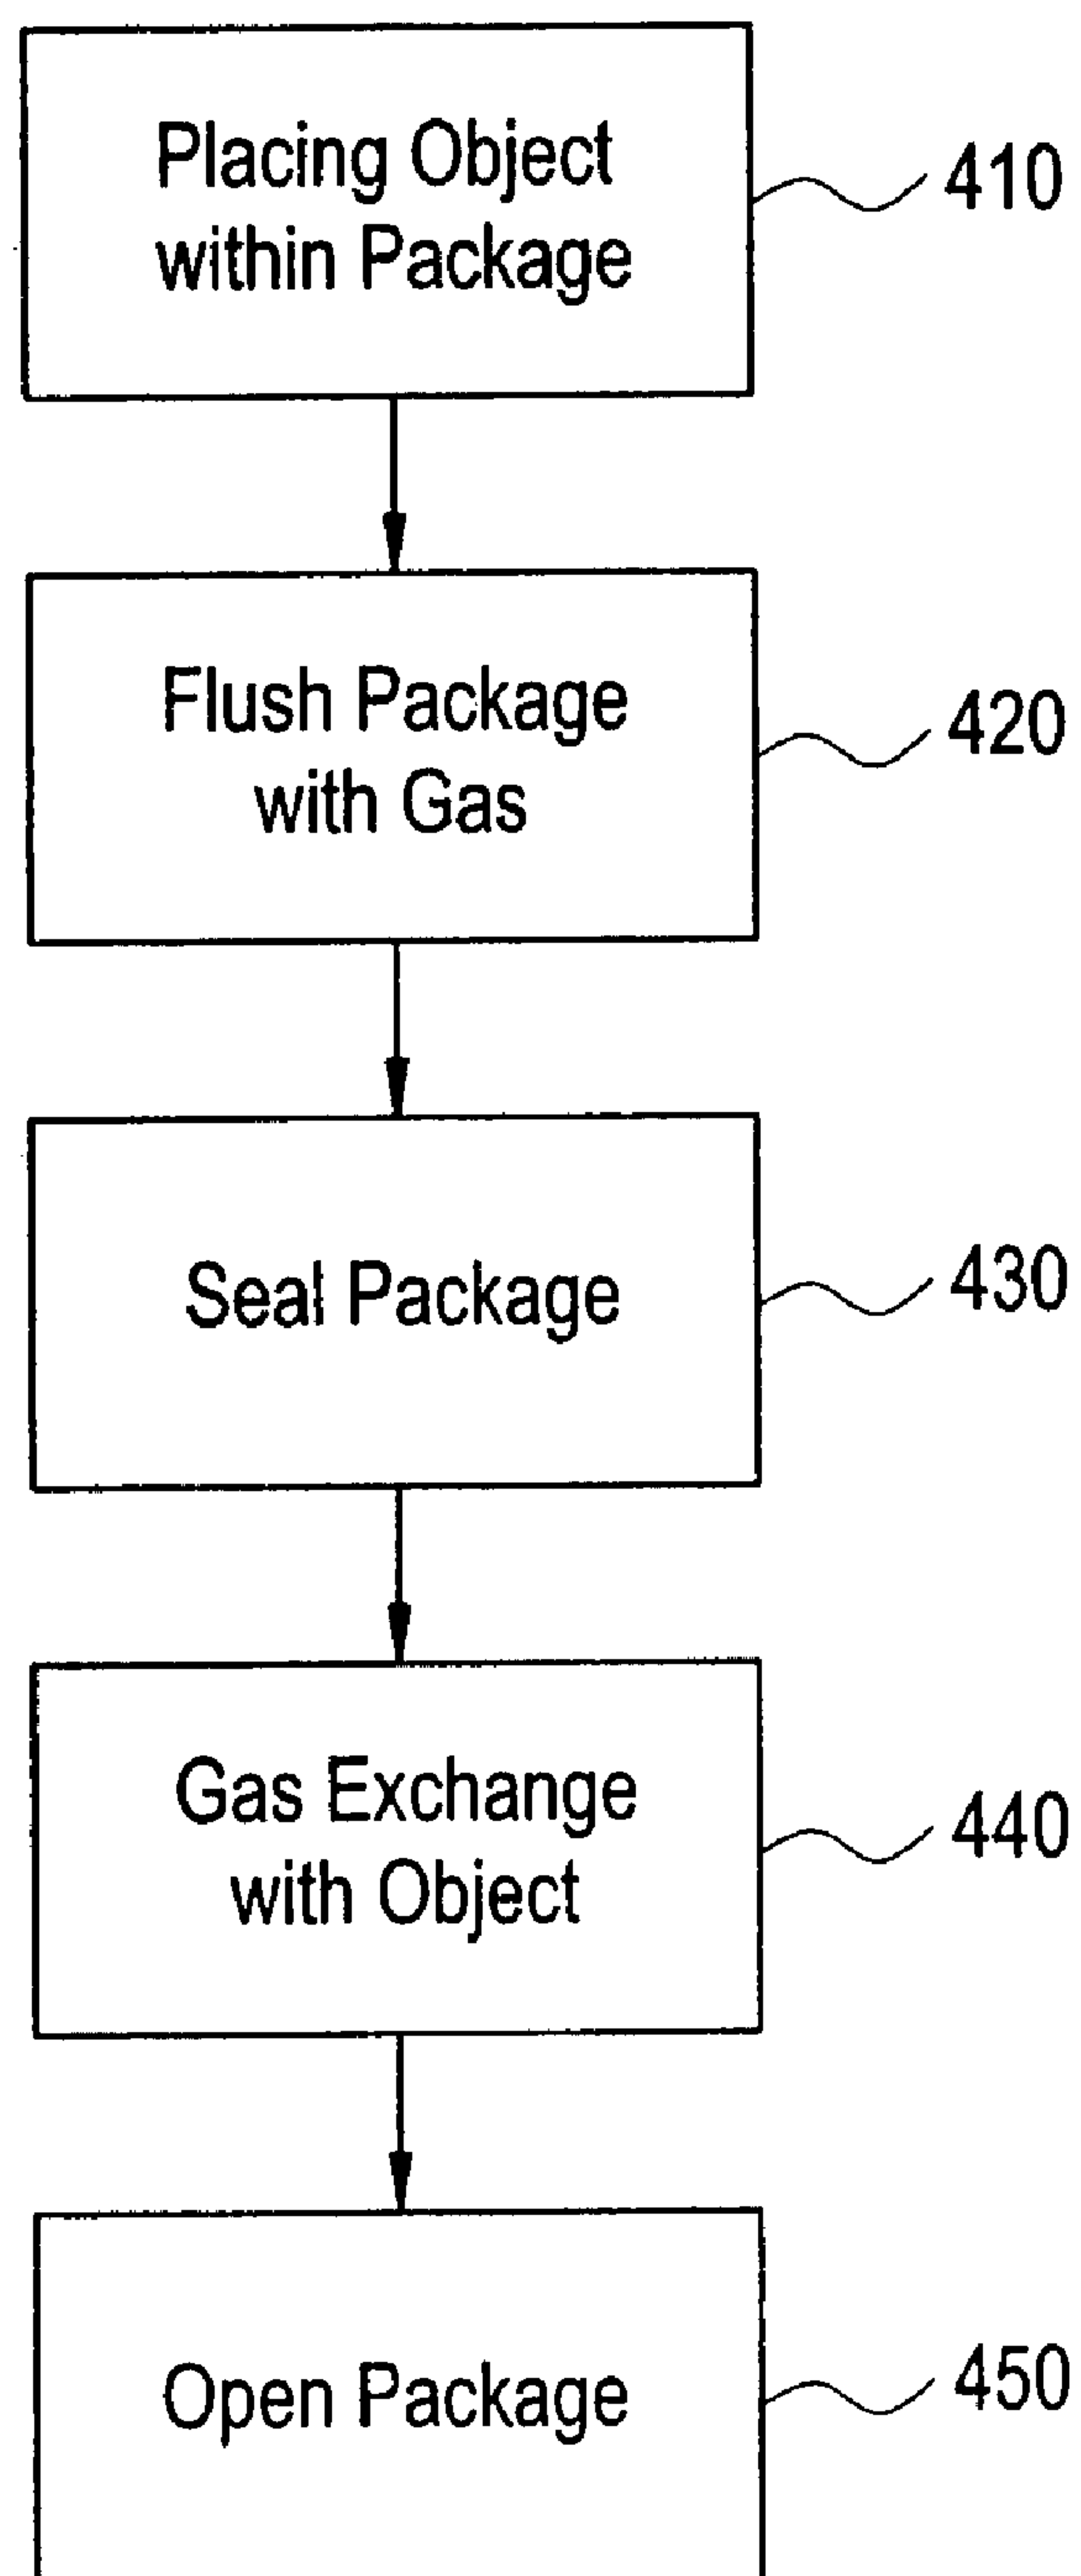 Placing Object
within Package
410
Flush Package
with Gas
420
Seal Package
430
Gas Exchange
with Object
440
Open Package
450